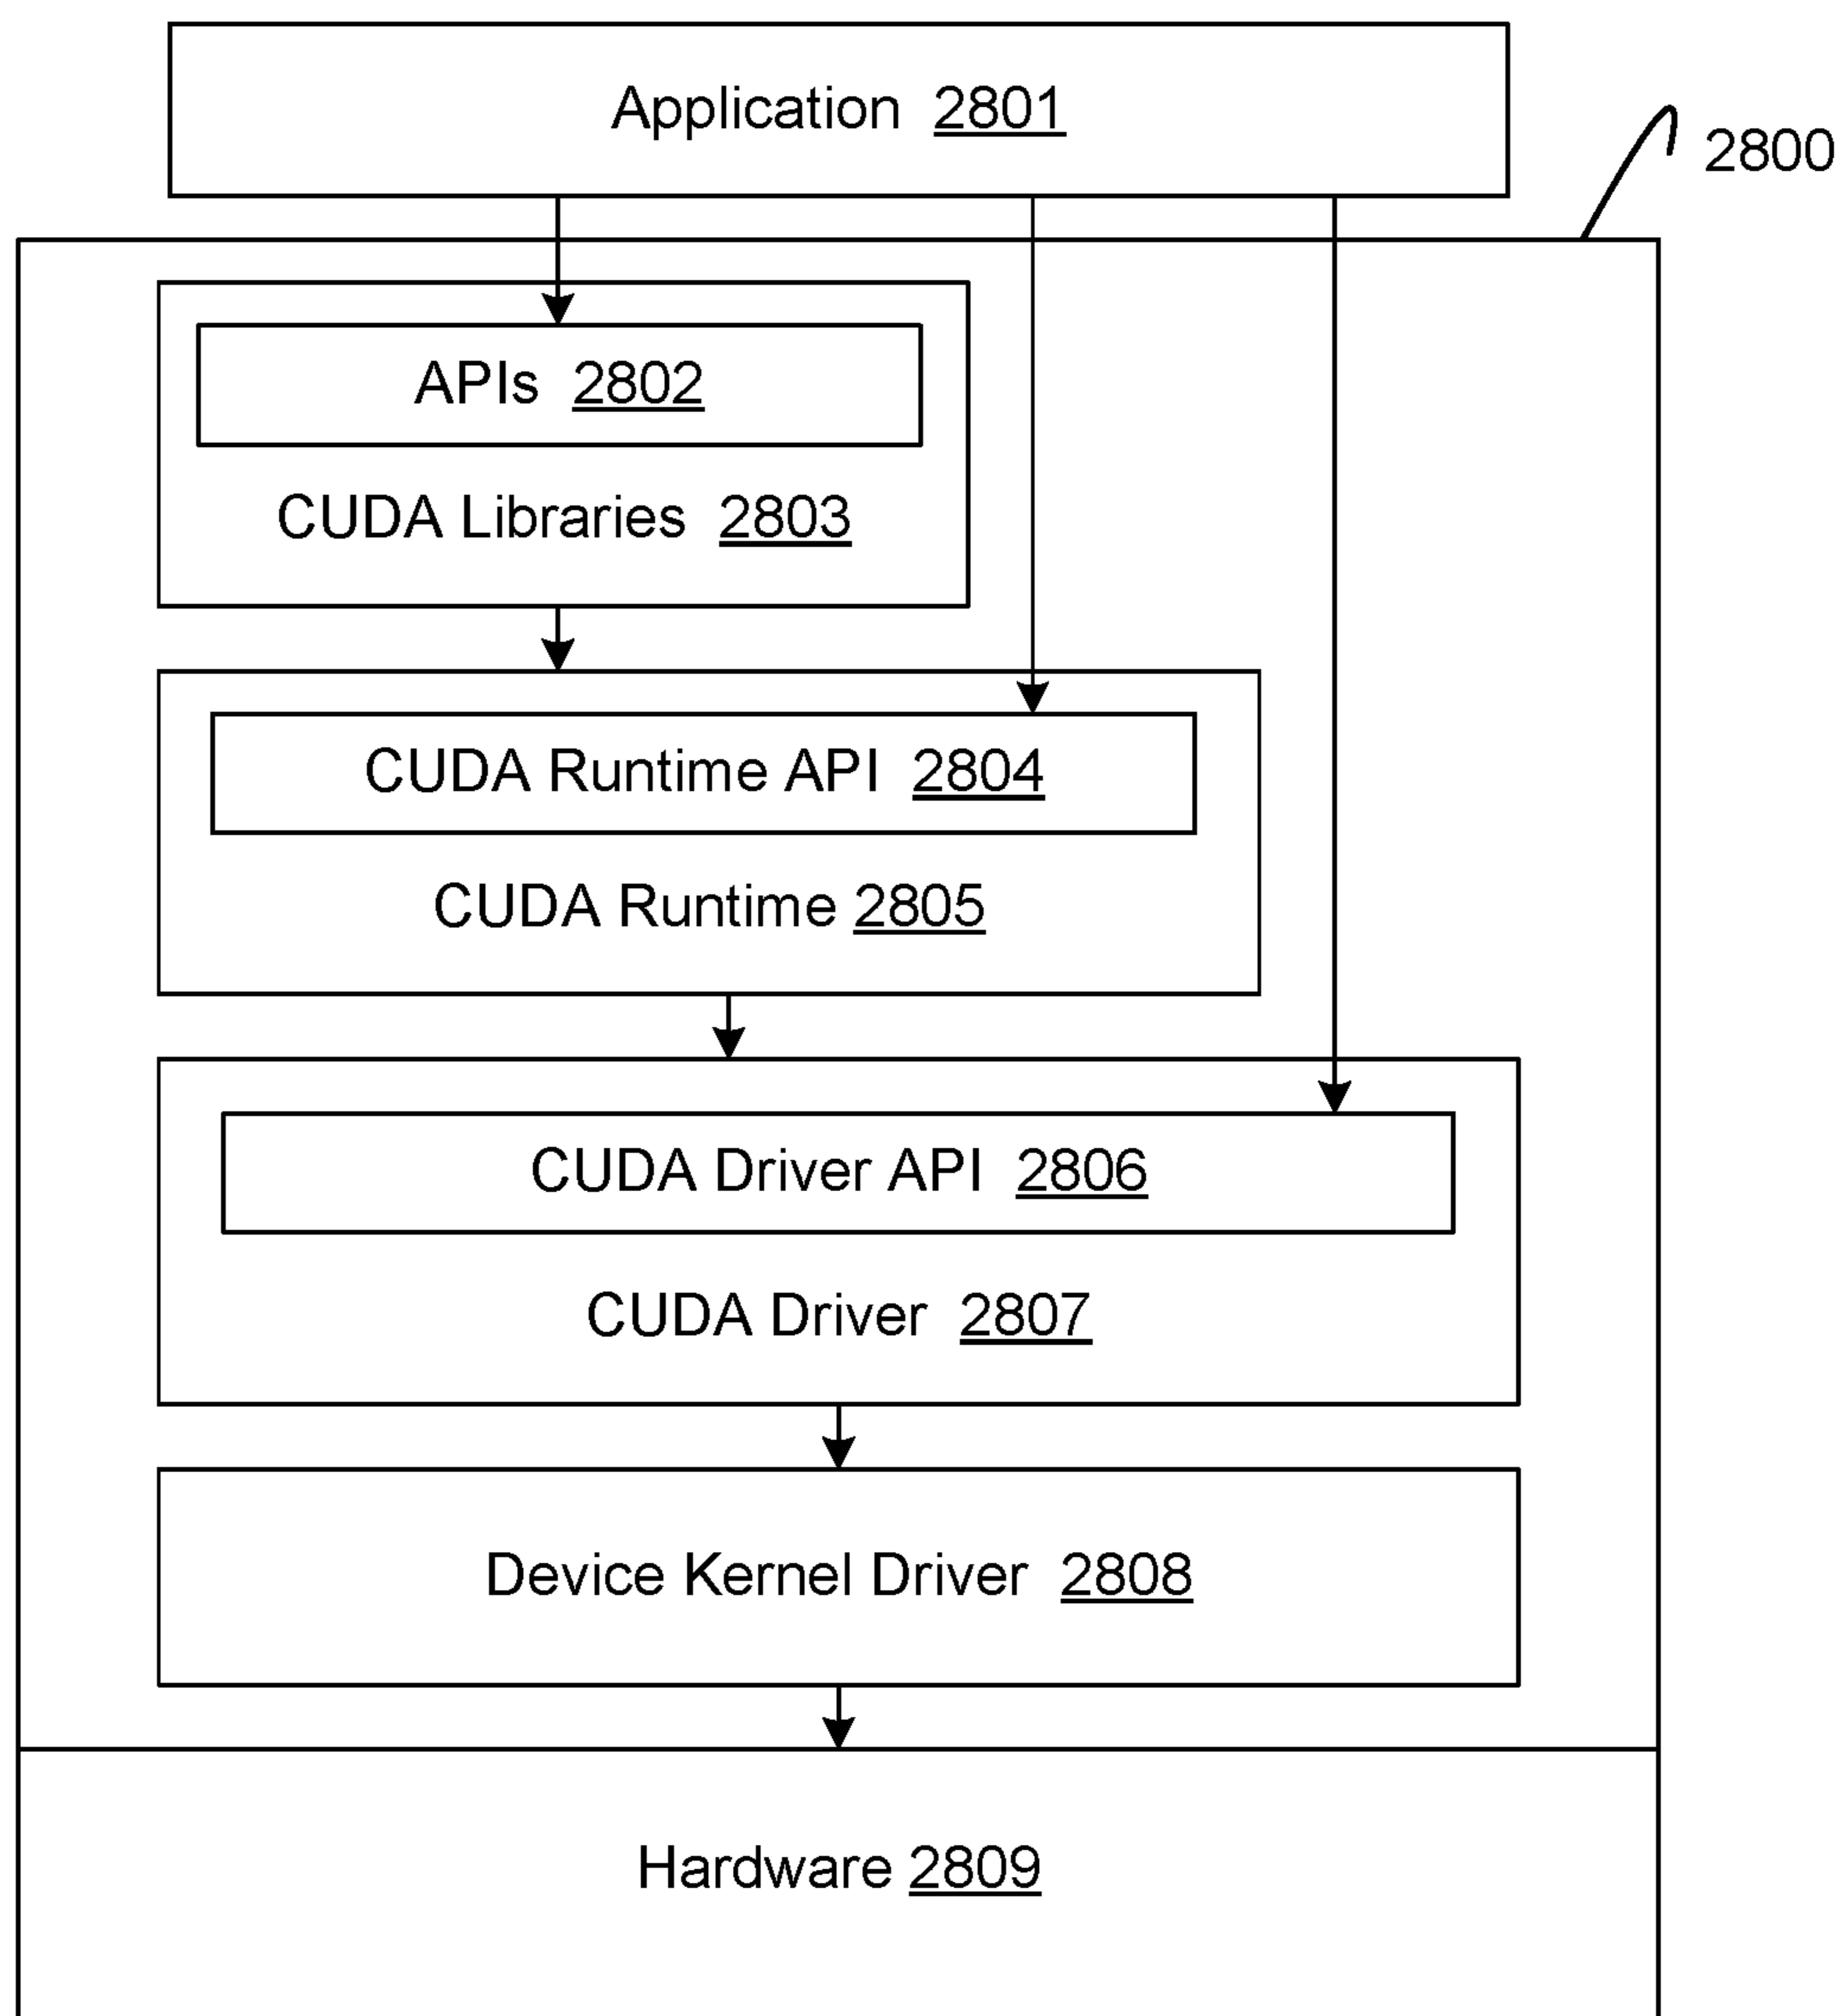 Application 2801
2800
APIs 2802
CUDA Libraries 2803
CUDA Runtime API 2804
CUDA Runtime 2805
CUDA Driver API 2806
CUDA Driver 2807
Device Kernel Driver 2808
Hardware 2809